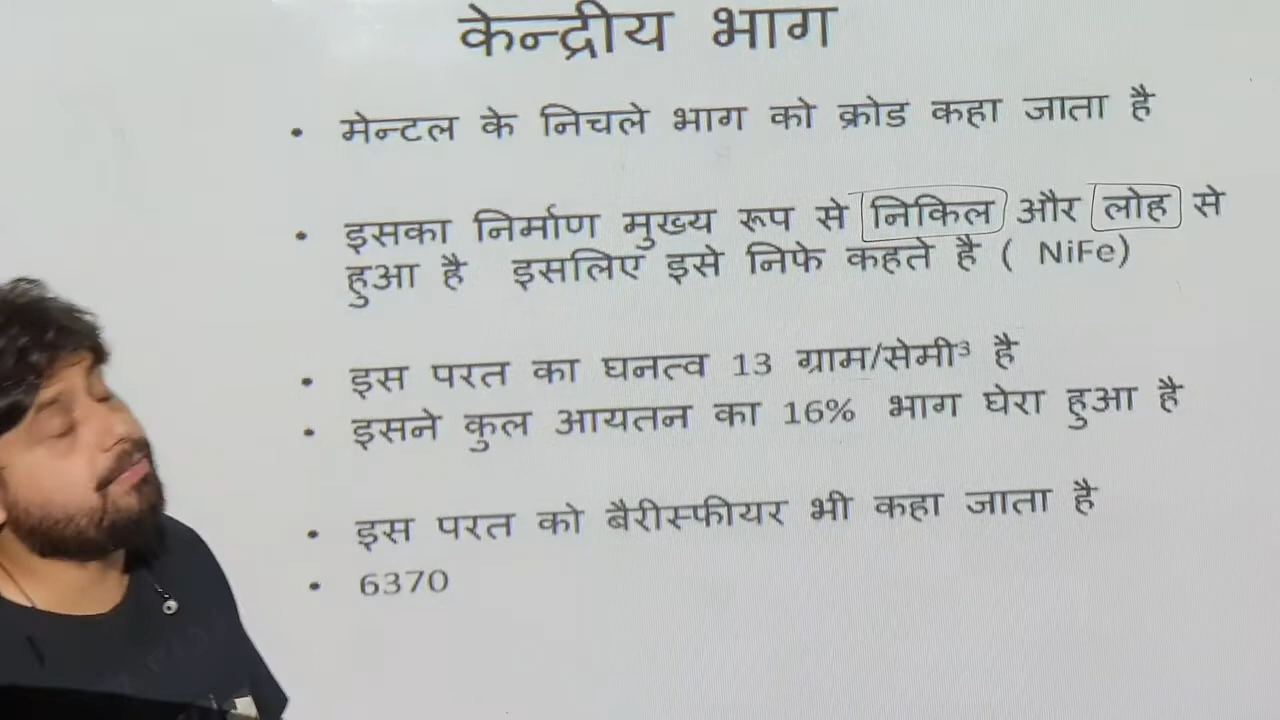 केन्द्रीय भाग
• मेन्टल के निचले भाग को क्रोड कहा जाता है
• इसका निर्माण मुख्य रूप से निकिल और लोह से
हुआ है इसलिए इसे निफे कहते है ( NiFe)
• इस परत का घनत्व 13 ग्राम/सेमी³ है
• इसने कुल आयतन का 16% भाग घेरा हुआ है
• इस परत को बैरीस्फीयर भी कहा जाता है
• 6370